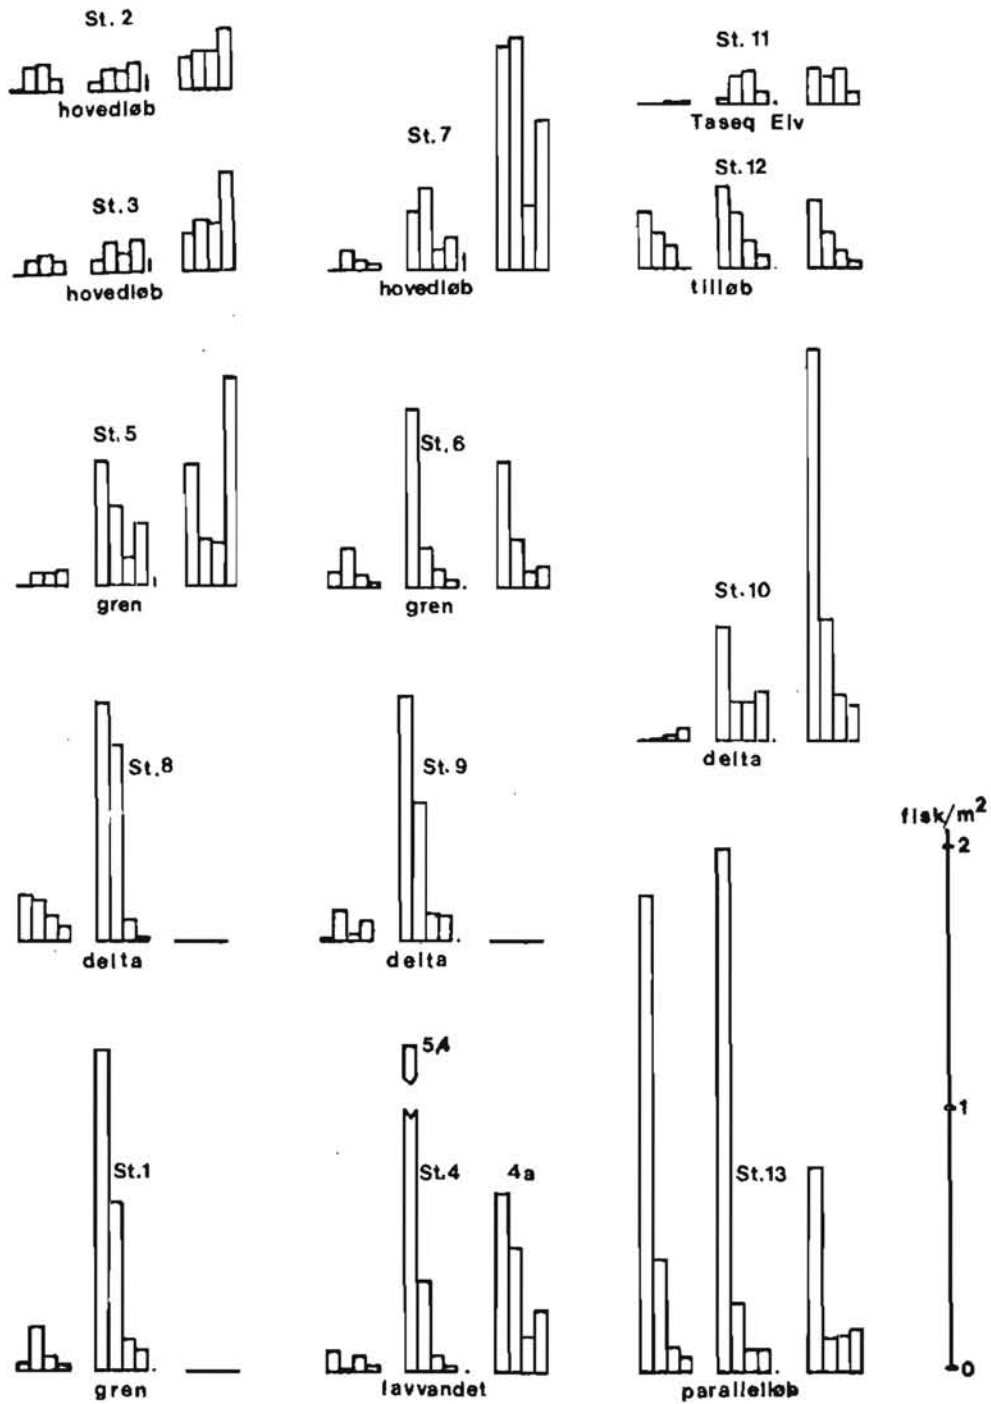 St. 2
hovedløb
St. 3
hovedløb
St. 7
hovedløb
St. 11
Taseq Elv
St. 12
tilløb
St. 5
gren
St. 6
gren
St. 10
delta
St. 8
delta
St. 9
delta
fisk/m²
2
1
0
St. 1
gren
5,4
St. 4
4a
lavvandet
St. 13
parallelløb